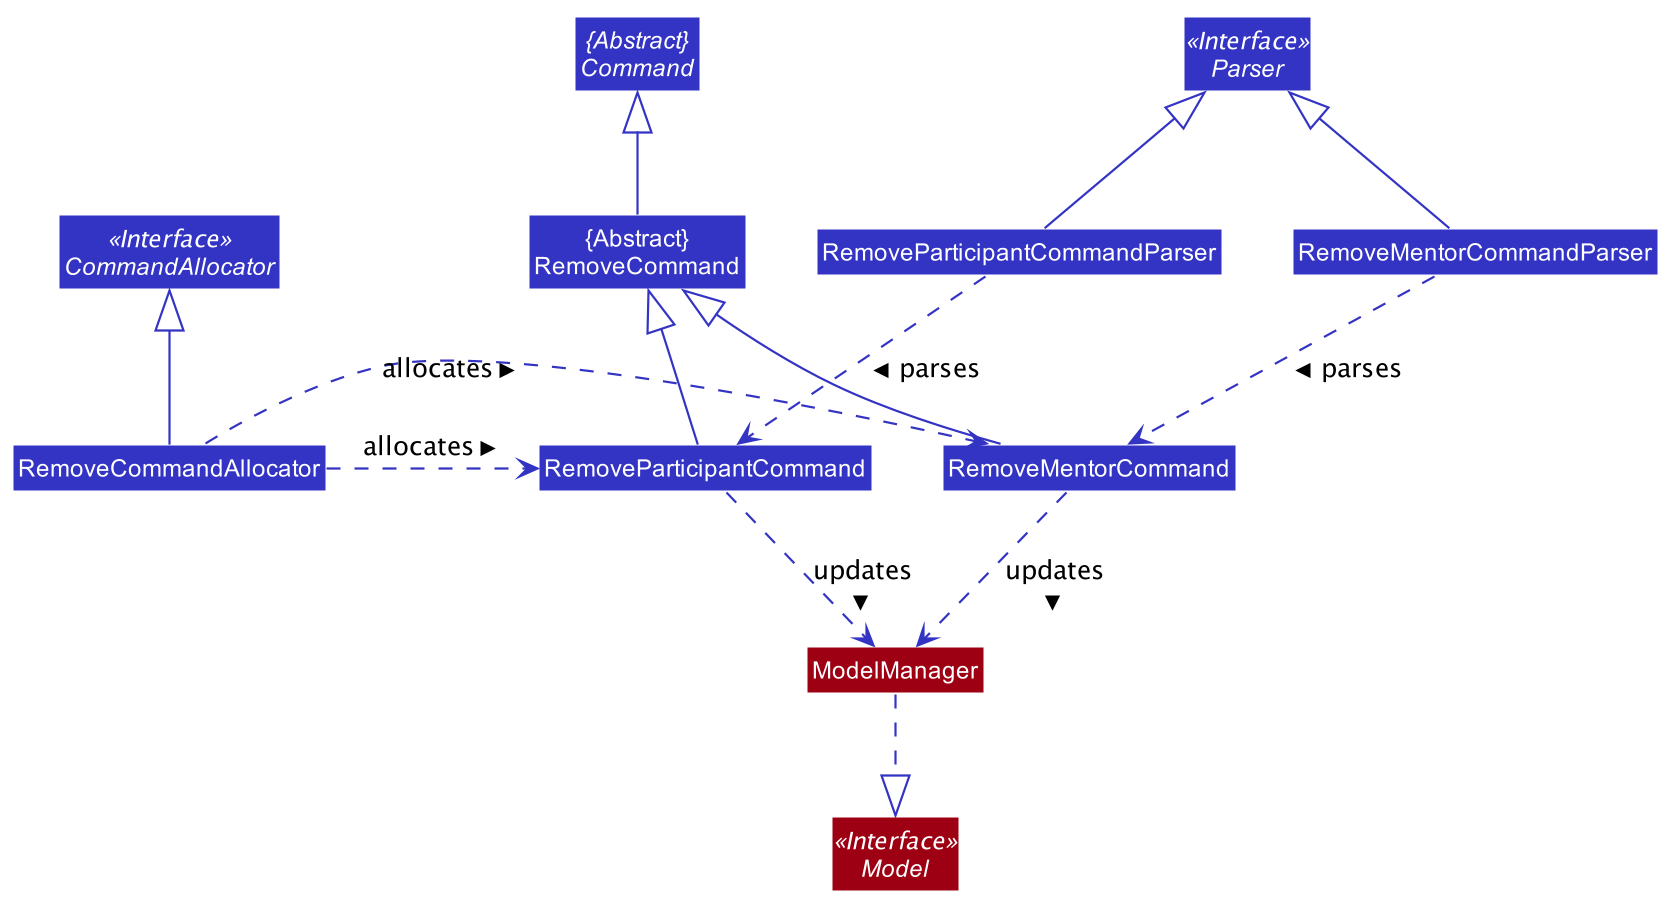 {Abstract}
Command
«Interface»
Parser
«Interface»
CommandAllocator
{Abstract}
RemoveCommand
RemoveParticipantCommandParser
RemoveMentorCommandParser
allocates ▶
◀ parses
◀ parses
allocates ▶
RemoveCommandAllocator
RemoveParticipantCommand
RemoveMentorCommand
updates
▼
updates
▼
ModelManager
«Interface»
Model